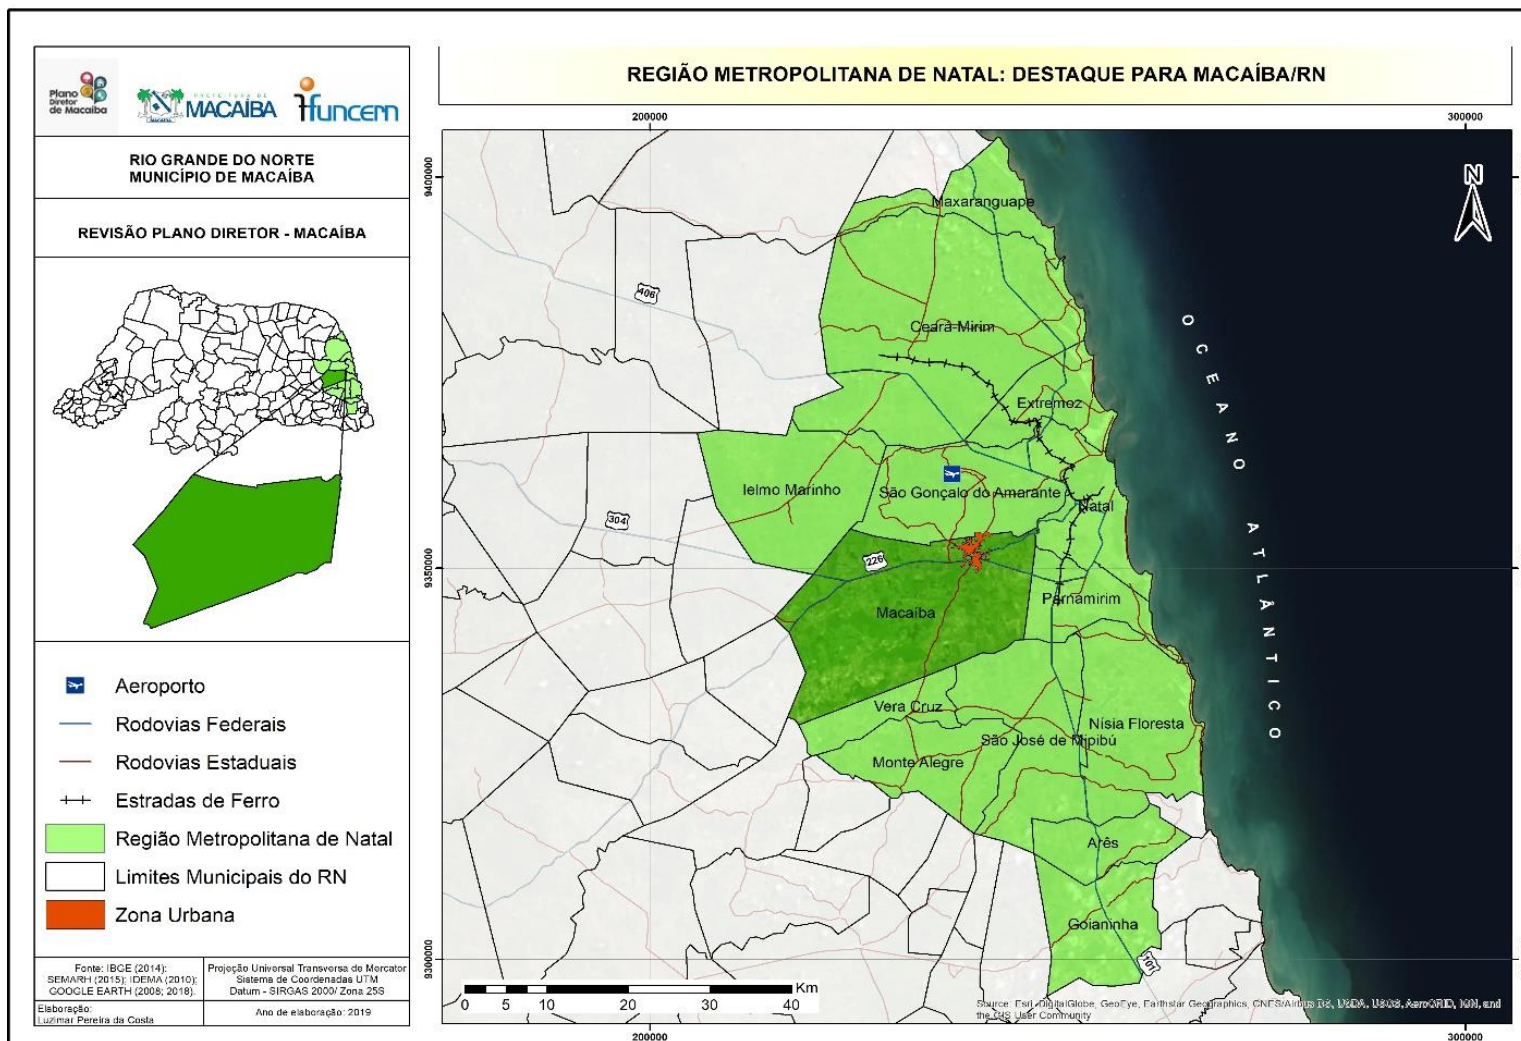 Plano
Diretor
de Macaíba
PREFEITURA DE
MACAÍBA
funcern
RIO GRANDE DO NORTE
MUNICÍPIO DE MACAÍBA
REVISÃO PLANO DIRETOR - MACAÍBA
Aeroporto
Rodovias Federais
Rodovias Estaduais
Estradas de Ferro
Região Metropolitana de Natal
Limites Municipais do RN
Zona Urbana
Fonte: IBGE (2014);
SEMARH (2015); IDEMA (2010);
GOOGLE EARTH (2008; 2018).
Projeção Universal Transversa de Mercator
Sistema de Coordenadas UTM
Datum - SIRGAS 2000/ Zona 25S
Elaboração:
Luzimar Pereira da Costa
Ano de elaboração: 2019
REGIÃO METROPOLITANA DE NATAL: DESTAQUE PARA MACAÍBA/RN
200000
300000
9400000
N
Maxaranguape
406
Ceará-Mirim
OCEANO ATLÂNTICO
Extremoz
Ielmo Marinho
São Gonçalo do Amarante
Natal
304
226
9350000
Parnamirim
Macaíba
Vera Cruz
Nísia Floresta
São José de Mipibú
Monte Alegre
Arês
Goianinha
101
9300000
Km
0 5 10 20 30 40
Source: Esri, DigitalGlobe, GeoEye, Earthstar Geographics, CNES/Airbus DS, USDA, USGS, AeroGRID, IGN, and
the GIS User Community
200000
300000